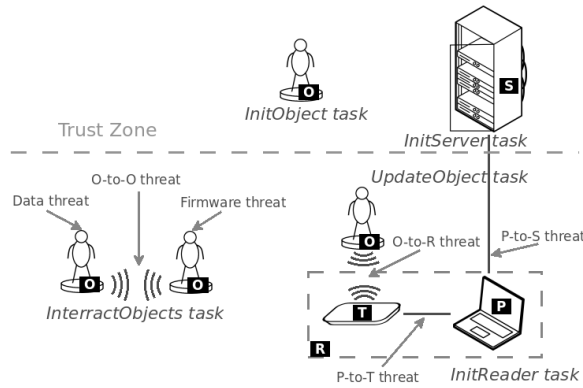 S
O
InitObject task
Trust Zone
InitServer task
O-to-O threat
UpdateObject task
Data threat
Firmware threat
O
O-to-R threat
P-to-S threat
O
O
InterractObjects task
T
P
R
P-to-T threat
InitReader task